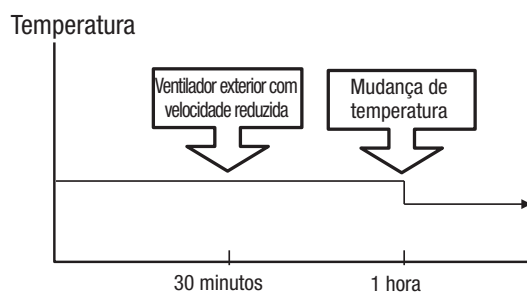 Temperatura
Ventilador exterior com
velocidade reduzida
Mudança de
temperatura
30 minutos
1 hora